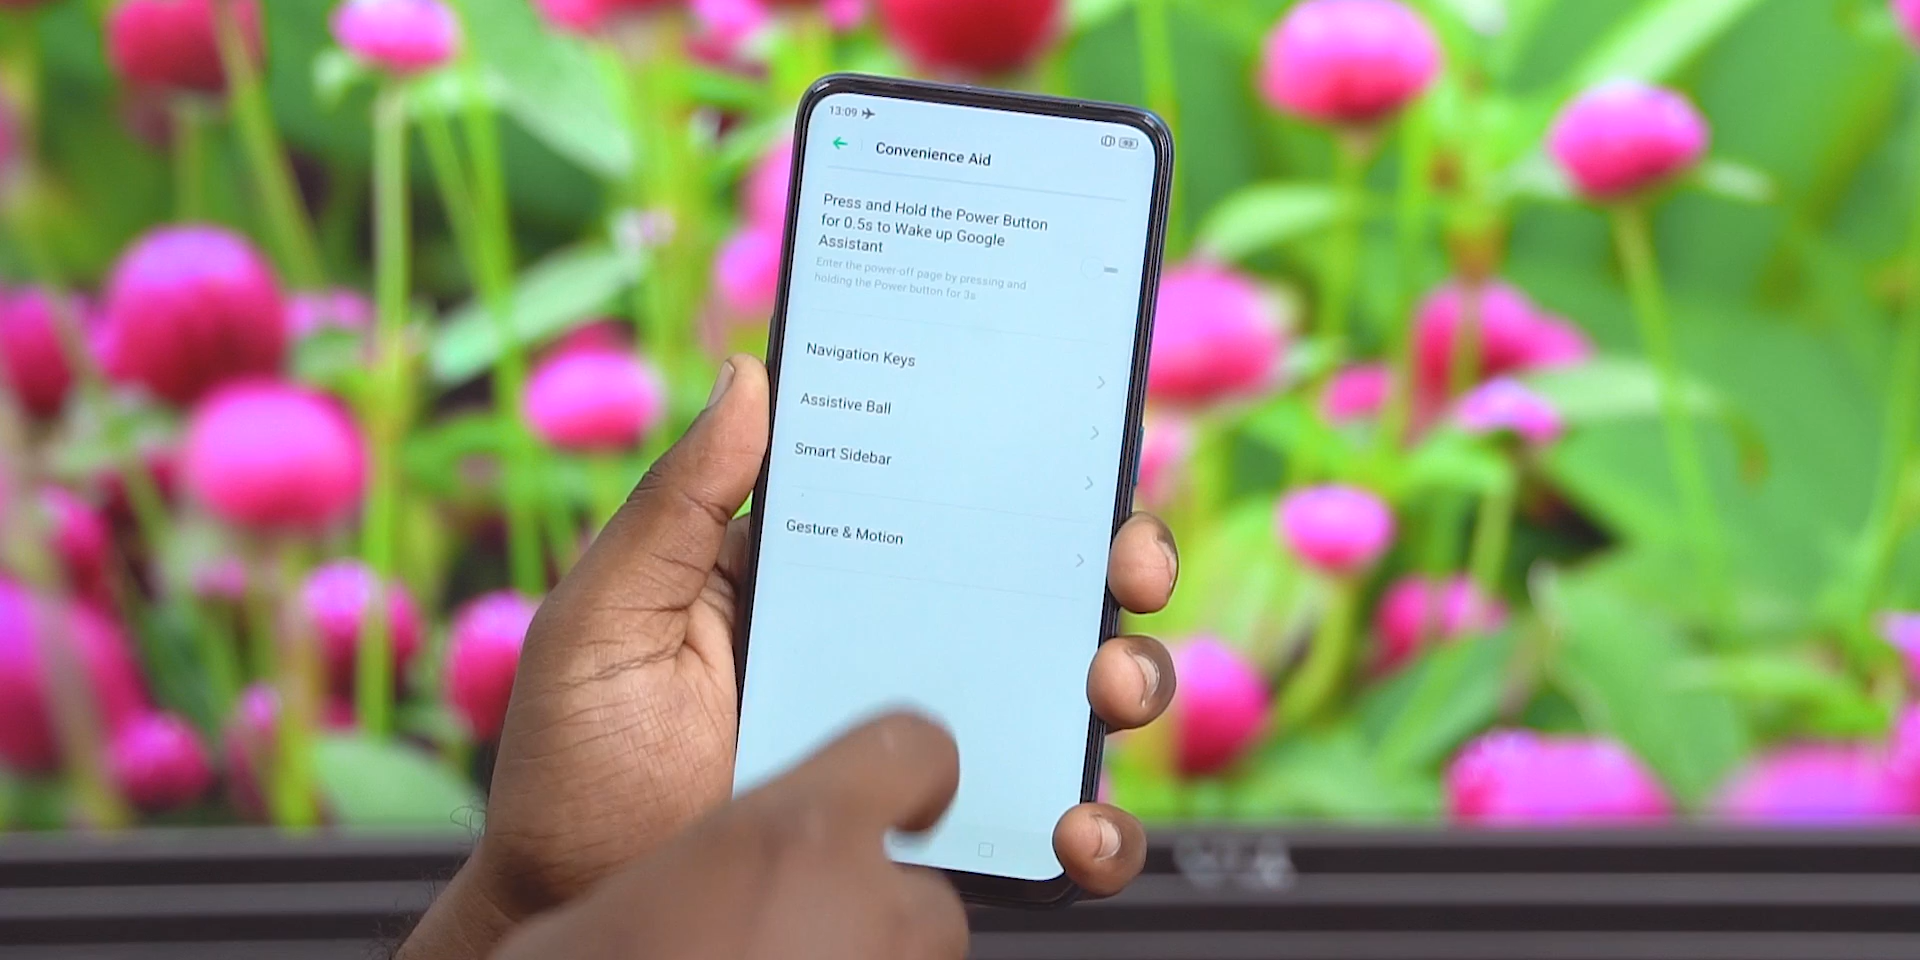 13:09
Convenience Aid
Press and Hold the Power Button
for 0.5s to Wake up Google
Assistant
Enter the power-off page by pressing and
holding the Power button for 3s
Navigation Keys
Assistive Ball
Smart Sidebar
Gesture & Motion